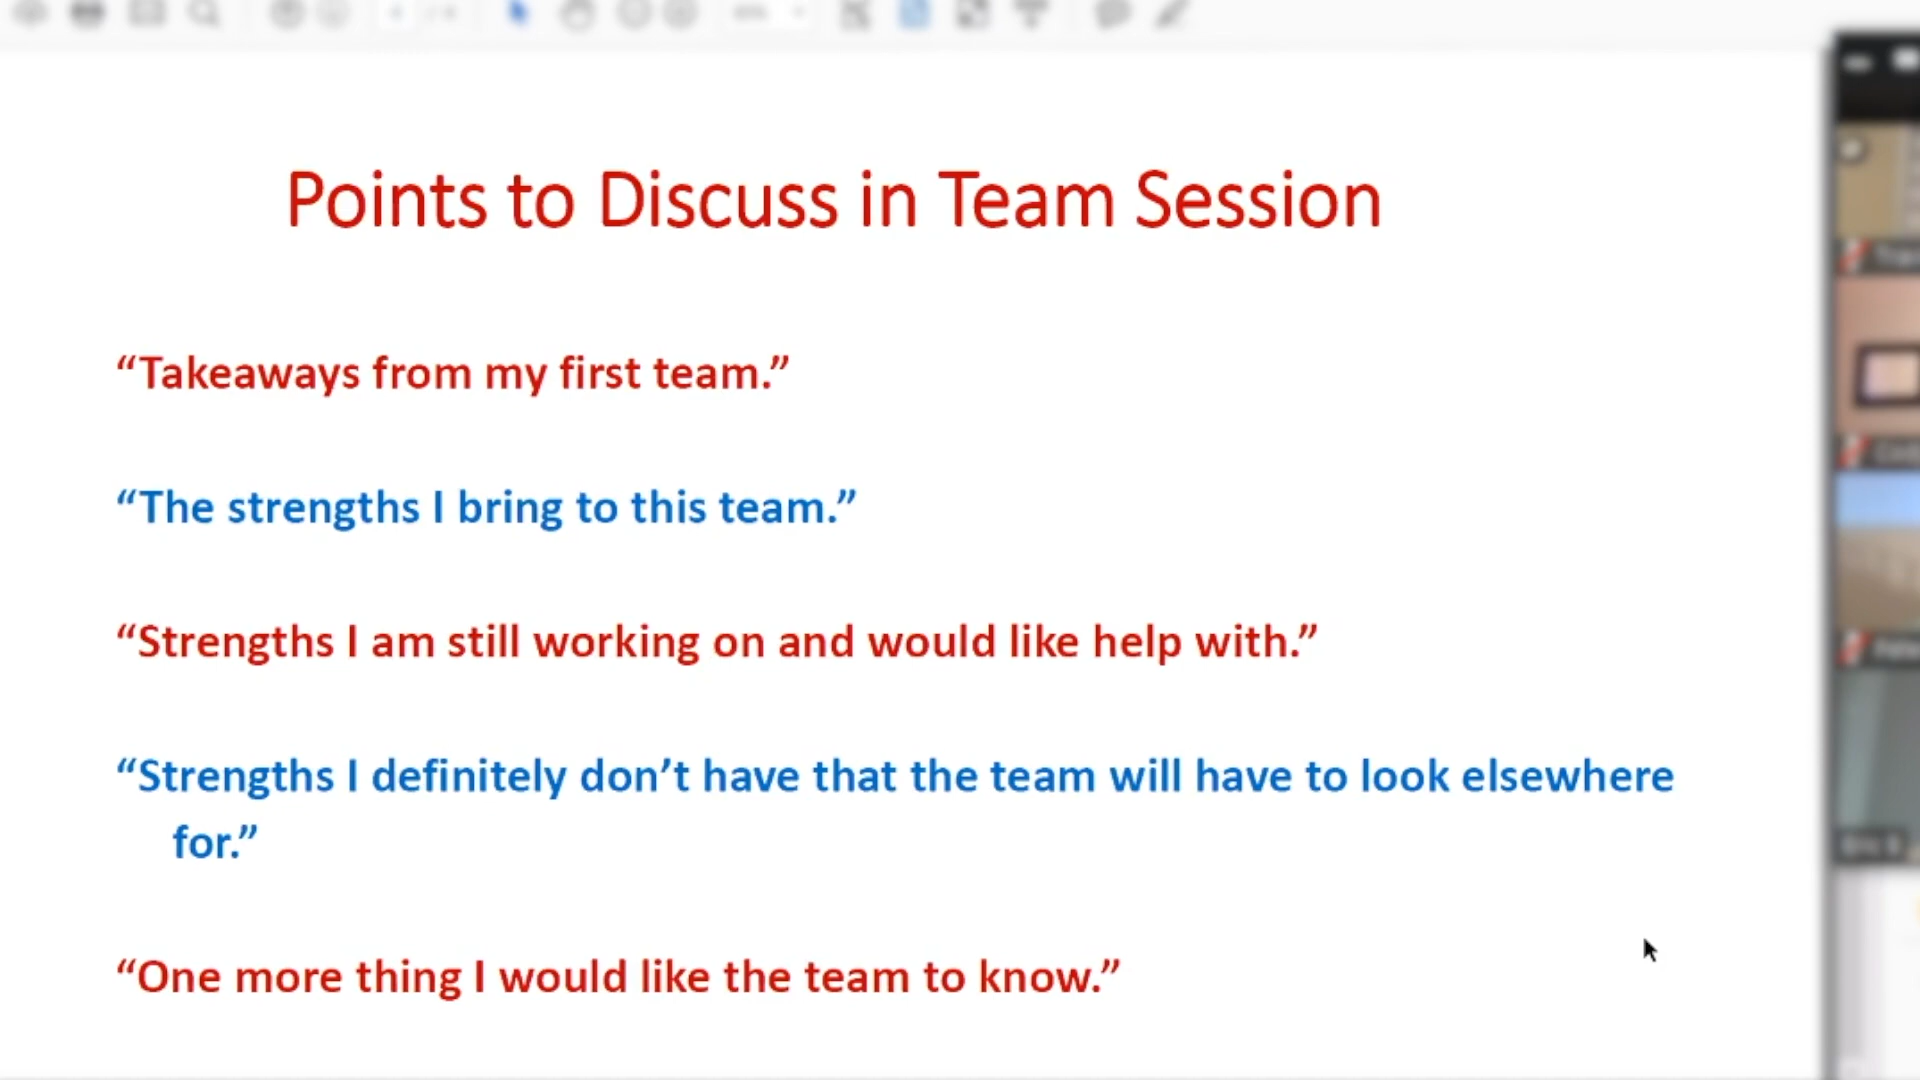 Points to Discuss in Team Session
“Takeaways from my first team.”
“The strengths I bring to this team.”
“Strengths I am still working on and would like help with.”
“Strengths I definitely don’t have that the team will have to look elsewhere
for.”
“One more thing I would like the team to know.”